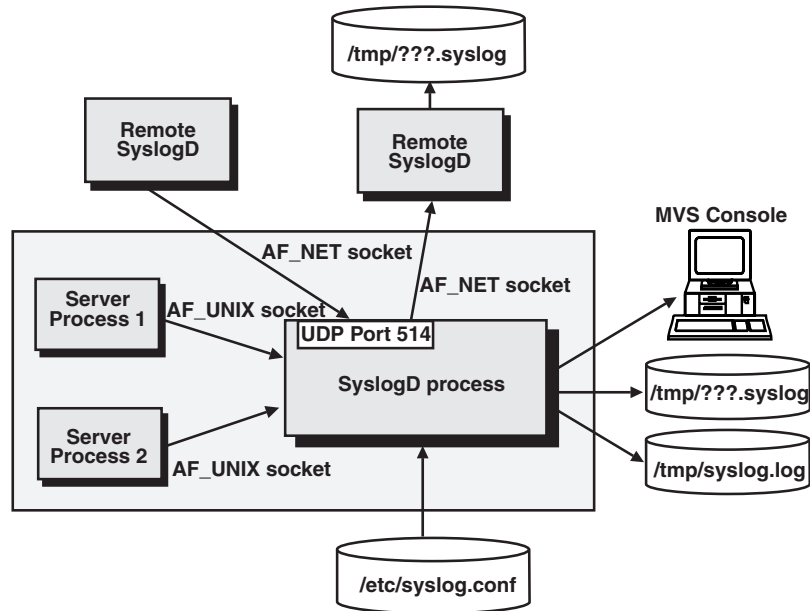 /tmp/???.syslog
Remote
SyslogD
Remote
SyslogD
MVS Console
AF_NET socket
AF_NET socket
Server
Process 1
AF_UNIX socket
UDP Port 514
SyslogD process
/tmp/???.syslog
Server
Process 2
AF_UNIX socket
/tmp/syslog.log
/etc/syslog.conf